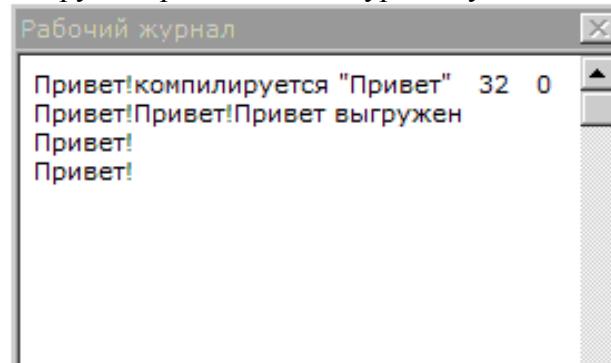 Рабочий журнал
Привет!компилируется "Привет" 32 0
Привет!Привет!Привет выгружен
Привет!
Привет!